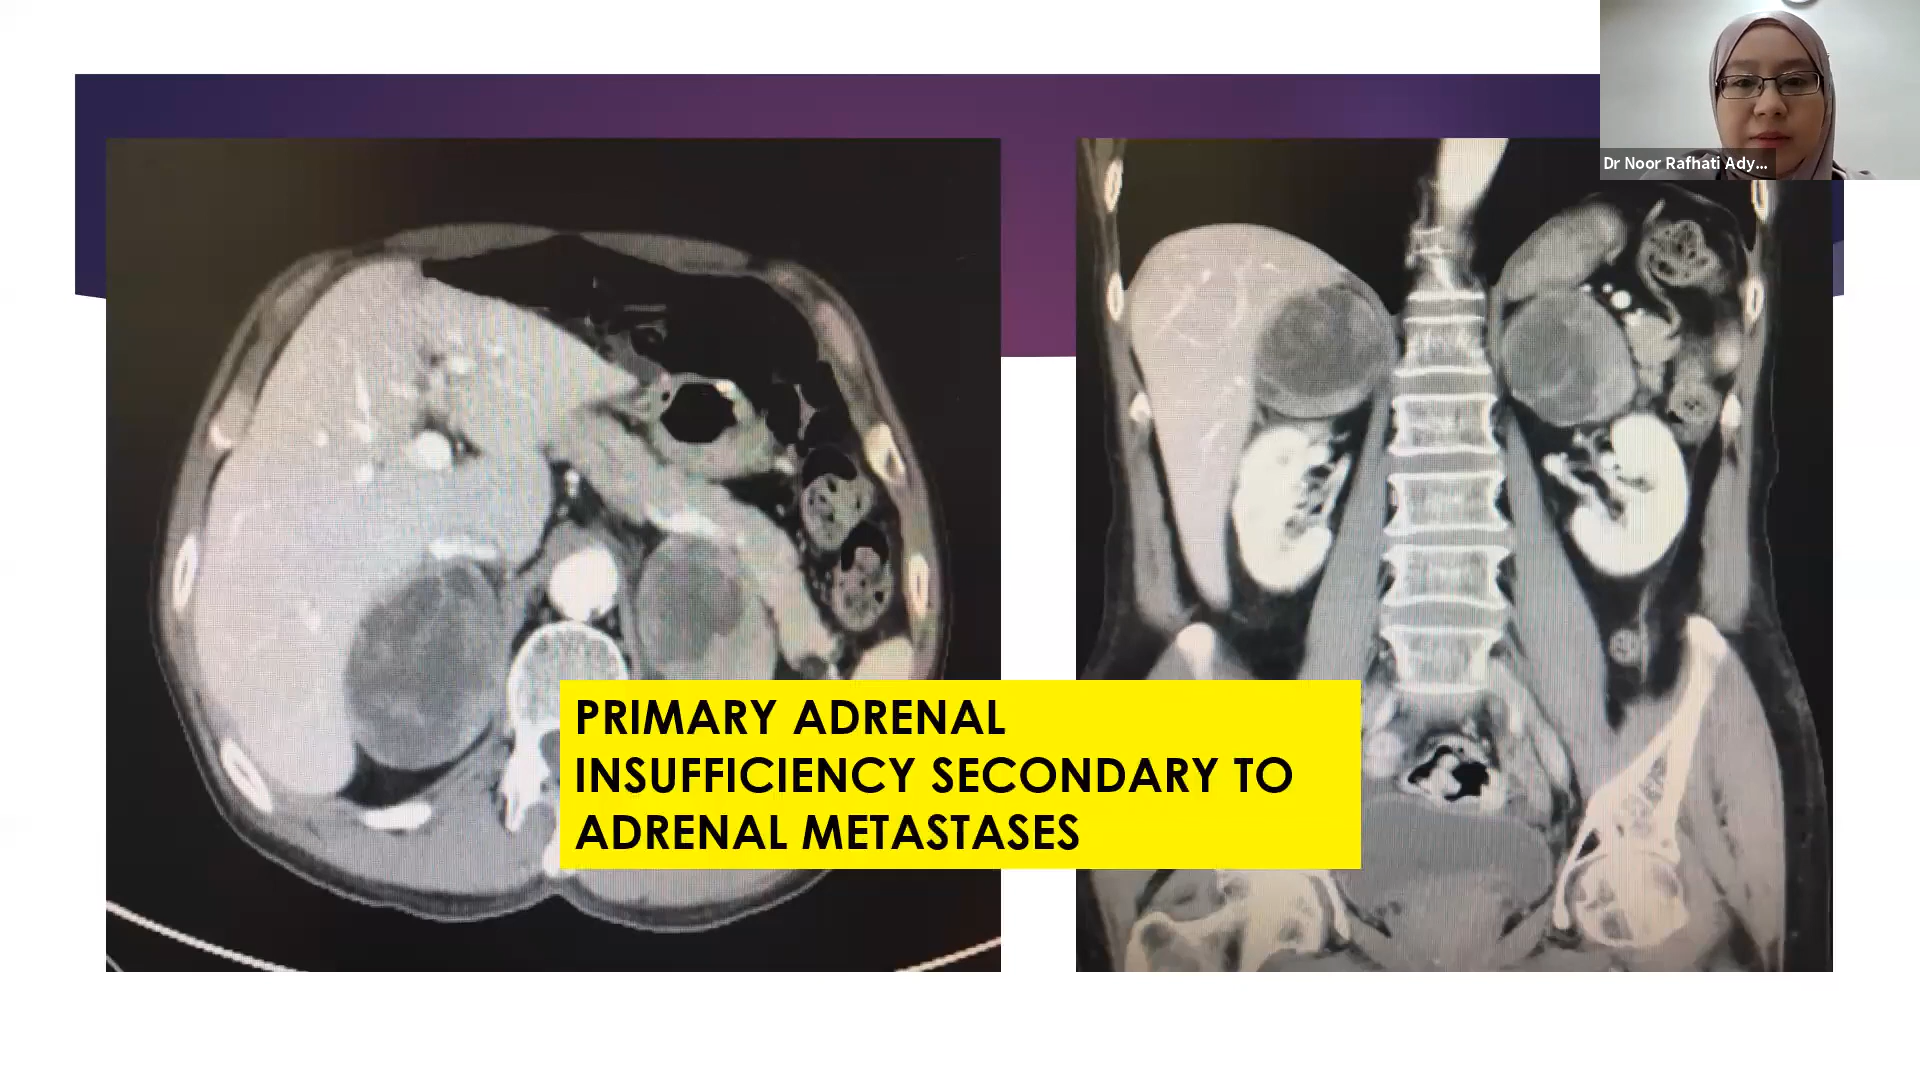 Dr Noor Rafhati Ady...
PRIMARY ADRENAL
INSUFFICIENCY SECONDARY TO
ADRENAL METASTASES